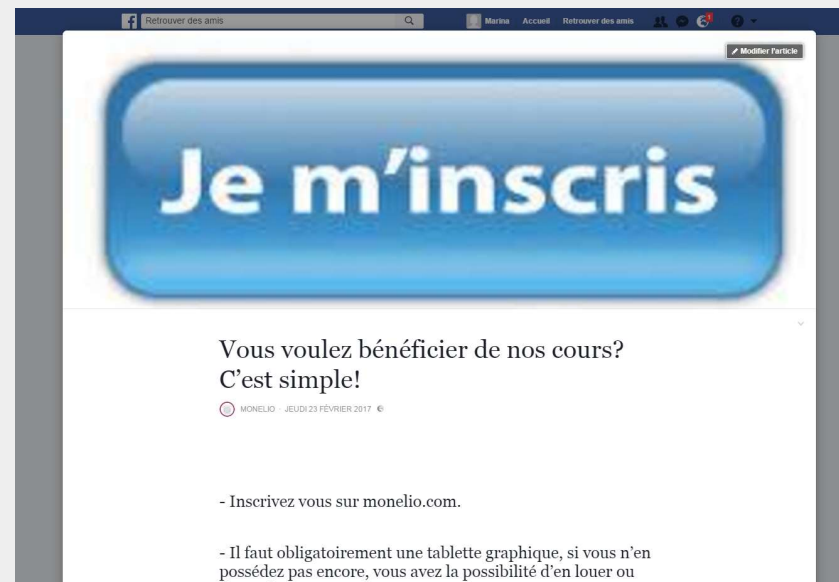 Retrouver des amis
Marina Accueil Retrouver des amis
1
Modifier l'article
Je m'inscris
Vous voulez bénéficier de nos cours?
C'est simple!
MONELIO · JEUDI 23 FÉVRIER 2017
- Inscrivez vous sur monelio.com.
- Il faut obligatoirement une tablette graphique, si vous n'en
possédez pas encore, vous avez la possibilité d'en louer ou